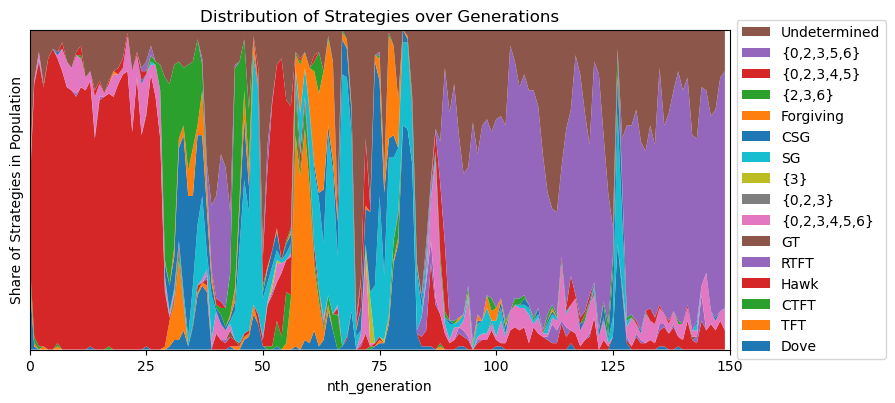 Distribution of Strategies over Generations
Share of Strategies in Population
0
25
50
75
100
125
150
nth_generation
Undetermined
{0,2,3,5,6}
{0,2,3,4,5}
{2,3,6}
Forgiving
CSG
SG
{3}
{0,2,3}
{0,2,3,4,5,6}
GT
RTFT
Hawk
CTFT
TFT
Dove